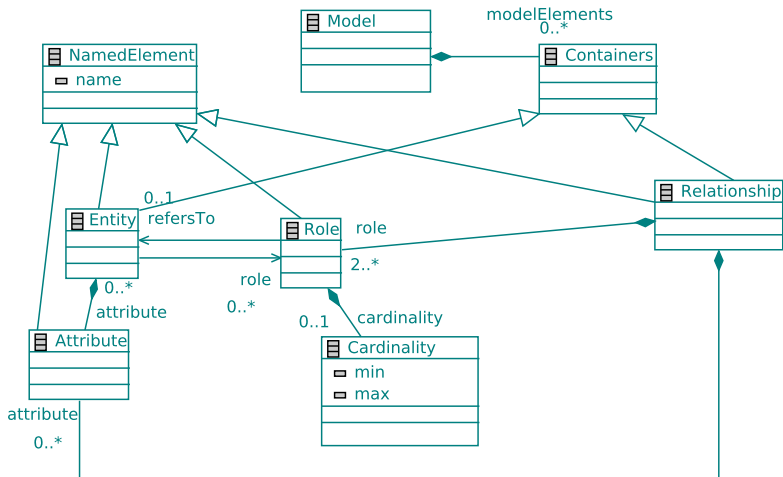 Model
modelElements
0..*
NamedElement
name
Containers
Relationship
0..1
Entity
refersTo
Role
role
2..*
role
0..*
0..*
attribute
0..1
cardinality
Attribute
Cardinality
min
max
attribute
0..*